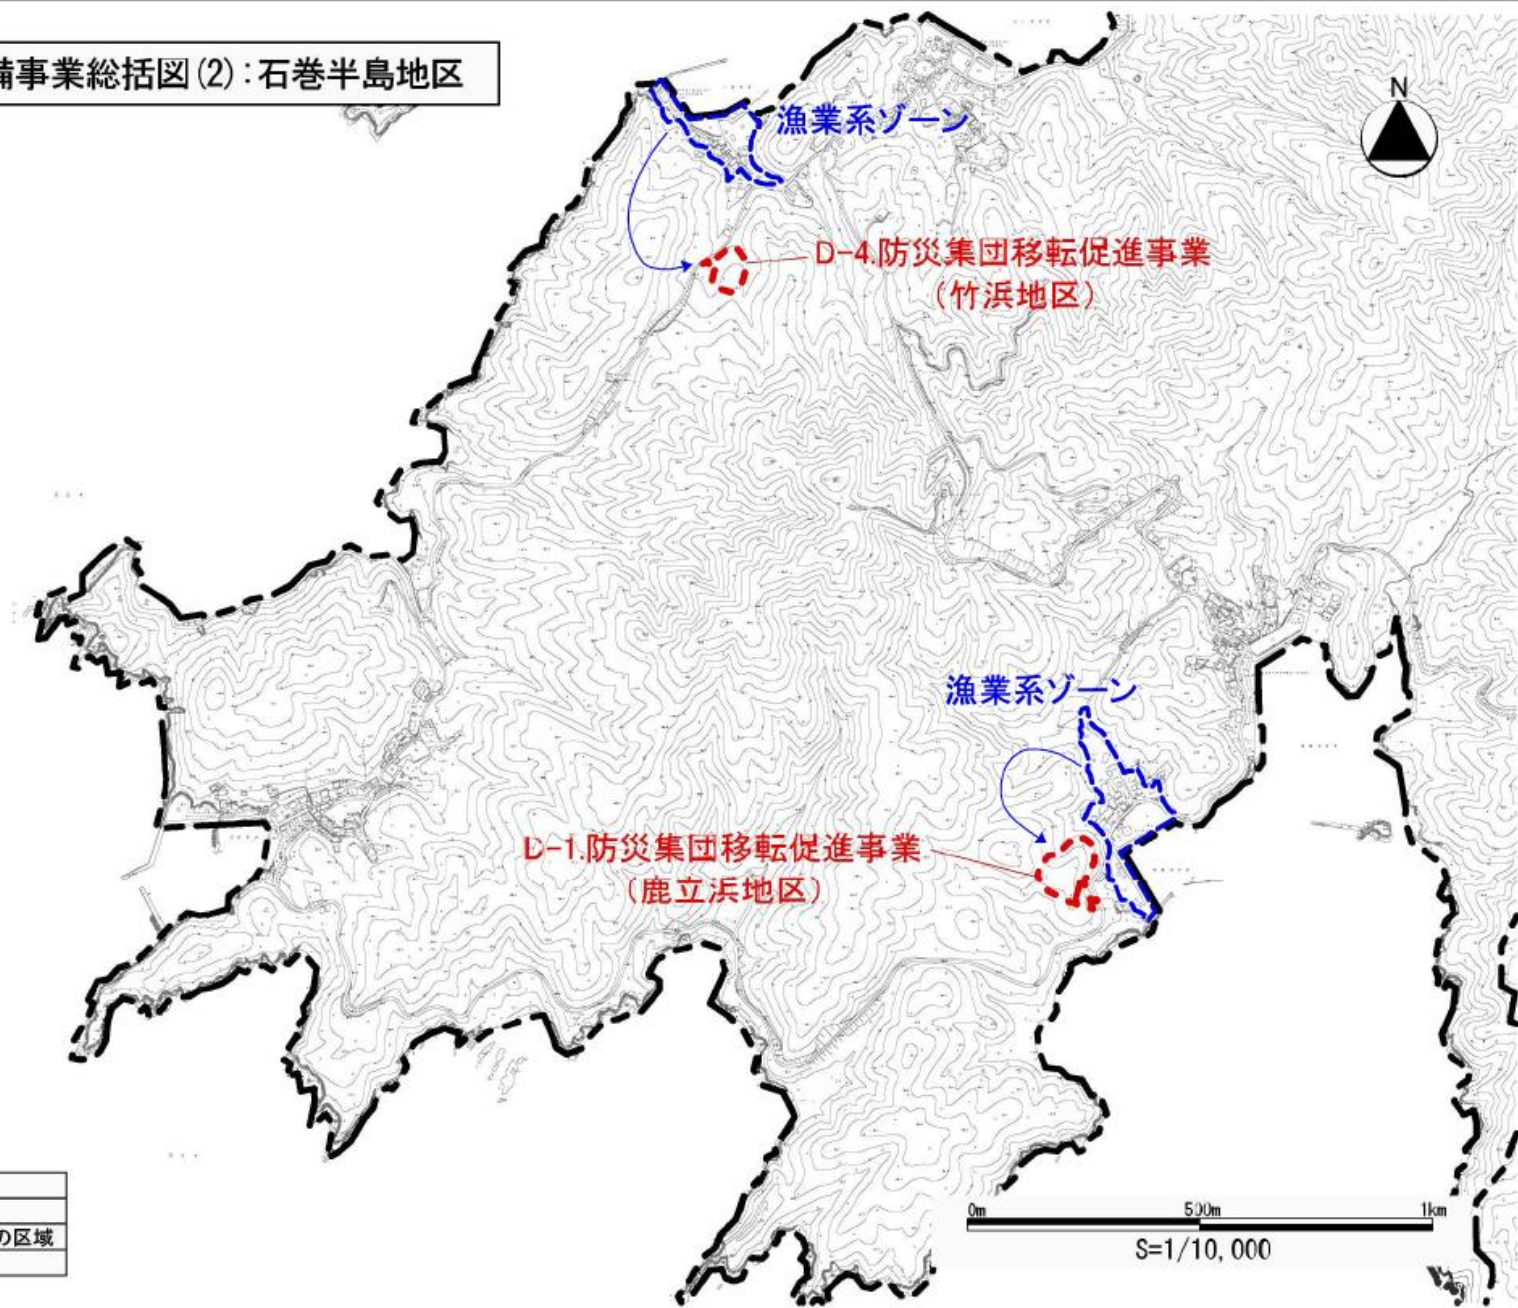 備事業総括図(2):石巻半島地区
N
漁業系ゾーン
D-4.防災集団移転促進事業
(竹浜地区)
漁業系ゾーン
D-1.防災集団移転促進事業
(鹿立浜地区)
の区域
0m 500m 1km
S=1/10,000